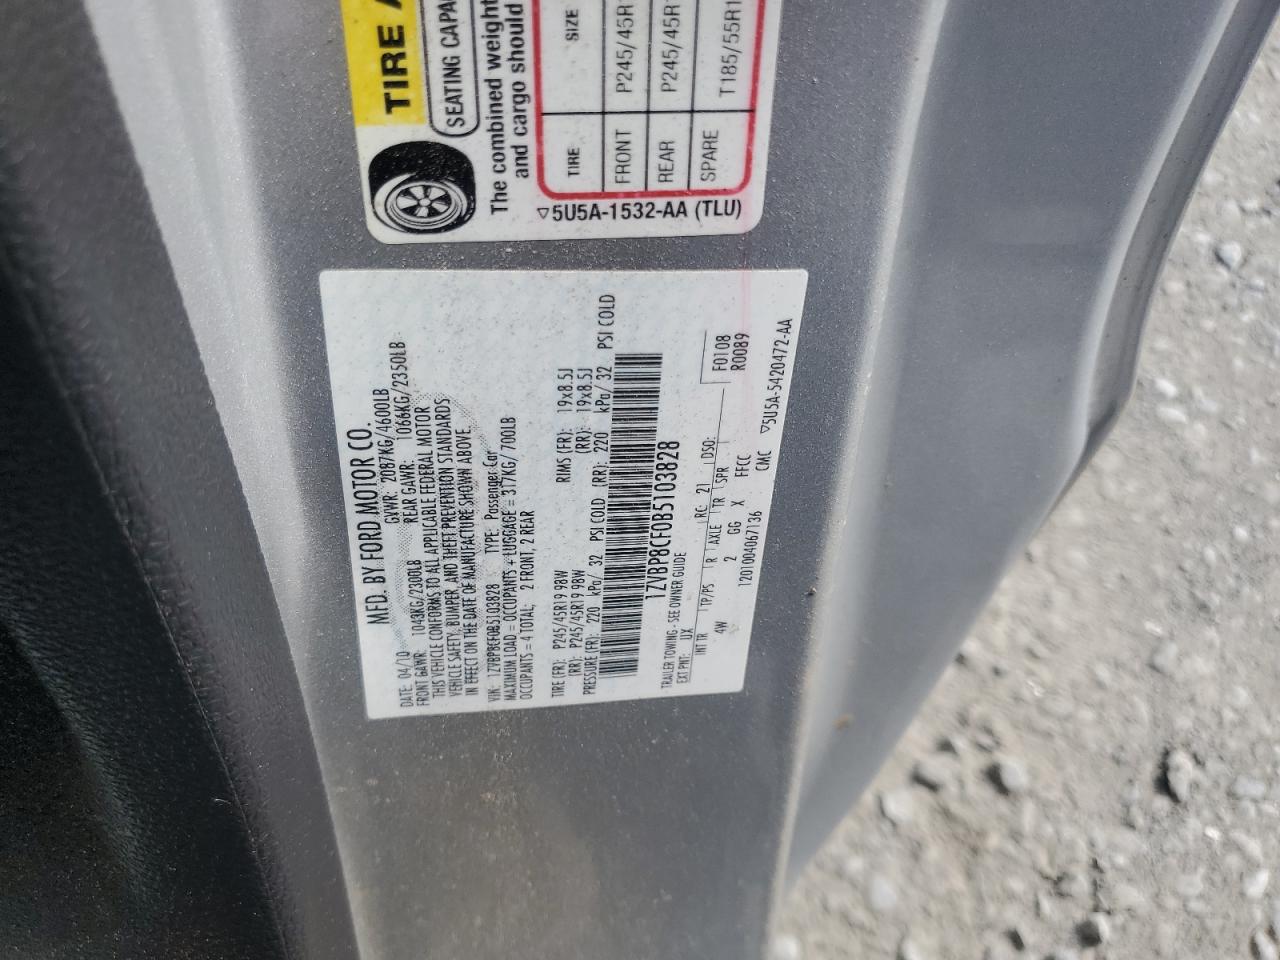 TIRE A
SEATING CAPA
The combined weight
and cargo should
TIRE SIZE
FRONT P245/45R1
REAR P245/45R1
SPARE T185/55R1
▽5U5A-1532-AA (TLU)
MFD. BY FORD MOTOR CO.
DATE: 04/10 GVWR: 2087KG/4600LB
FRONT GAWR: 1043KG/2300LB REAR GAWR: 1066KG/2350LB
THIS VEHICLE CONFORMS TO ALL APPLICABLE FEDERAL MOTOR
VEHICLE SAFETY, BUMPER, AND THEFT PREVENTION STANDARDS
IN EFFECT ON THE DATE OF MANUFACTURE SHOWN ABOVE.
VIN: 1ZVBP8CF0B5103828 TYPE: Passenger Car
MAXIMUM LOAD = OCCUPANTS + LUGGAGE = 317KG/ 700LB
OCCUPANTS = 4 TOTAL; 2 FRONT, 2 REAR
TIRE (FR): P245/45R19 98W RIMS (FR): 19x8.5J
(RR): P245/45R19 98W (RR): 19x8.5J
PRESSURE (FR): 220 kPa/ 32 PSI COLD (RR): 220 kPa/ 32 PSI COLD
1ZVBP8CF0B5103828
TRAILER TOWING - SEE OWNER GUIDE
EXT PNT: UX RC: 21 DSO: F0108
R0089
INT TR TP/PS R AXLE TR SPR
4W 2 GG X FFCC
1201004067136 CMC ▽5U5A-5420472-AA